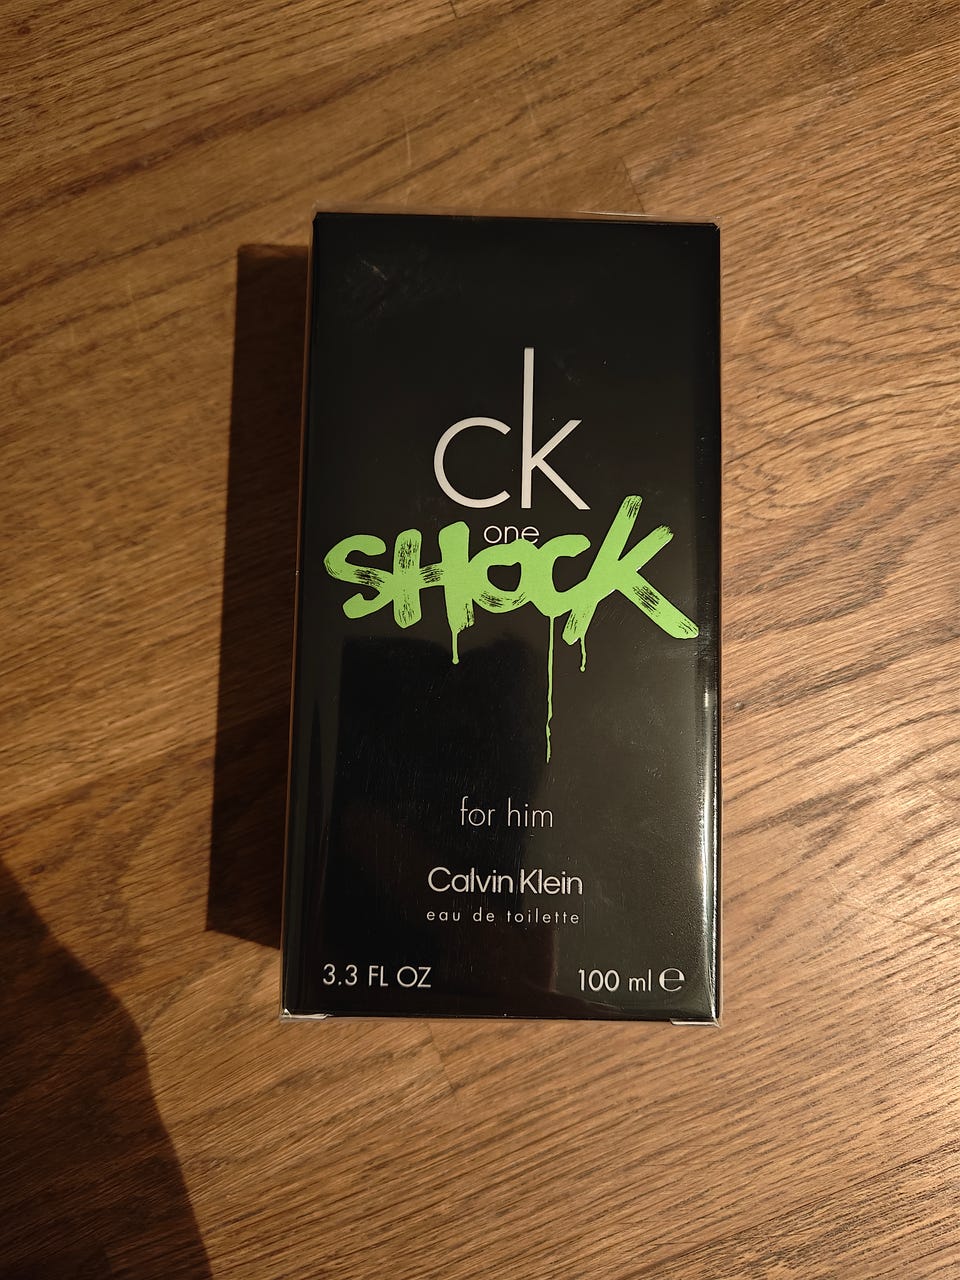 ck
one
SHOCK
for him
Calvin Klein
eau de toilette
3.3 FL OZ 100 ml ℮